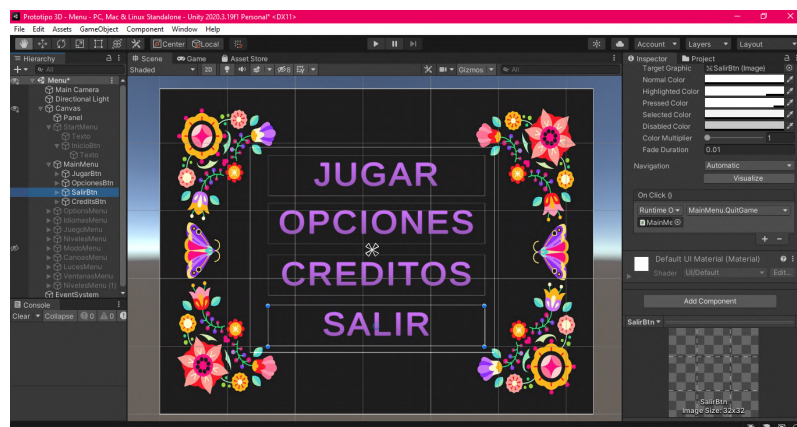 Prototipo 3D - Menu - PC, Mac & Linux Standalone - Unity 2020.3.19f1 Personal* <DX11>
File Edit Assets GameObject Component Window Help
Center Local
Account Layers Layout
Hierarchy
All
Menu*
Main Camera
Directional Light
Canvas
Panel
StartMenu
Texto
InicioBtn
Texto
MainMenu
JugarBtn
OpcionesBtn
SalirBtn
CreditsBtn
OptionsMenu
IdiomasMenu
JuegoMenu
NivelesMenu
ModoMenu
CanoasMenu
LucesMenu
VentanasMenu
NivelesMenu (1)
EventSystem
Console
Clear Collapse 0 0
Scene Game Asset Store
Shaded 2D 8 Gizmos All
JUGAR
OPCIONES
CREDITOS
SALIR
Inspector Project
Target Graphic SalirBtn (Image)
Normal Color
Highlighted Color
Pressed Color
Selected Color
Disabled Color
Color Multiplier 1
Fade Duration 0.01
Navigation Automatic
Visualize
On Click ()
Runtime O MainMenu.QuitGame
MainMe
Default UI Material (Material)
Shader UI/Default Edit...
Add Component
SalirBtn
SalirBtn
Image Size: 32x32